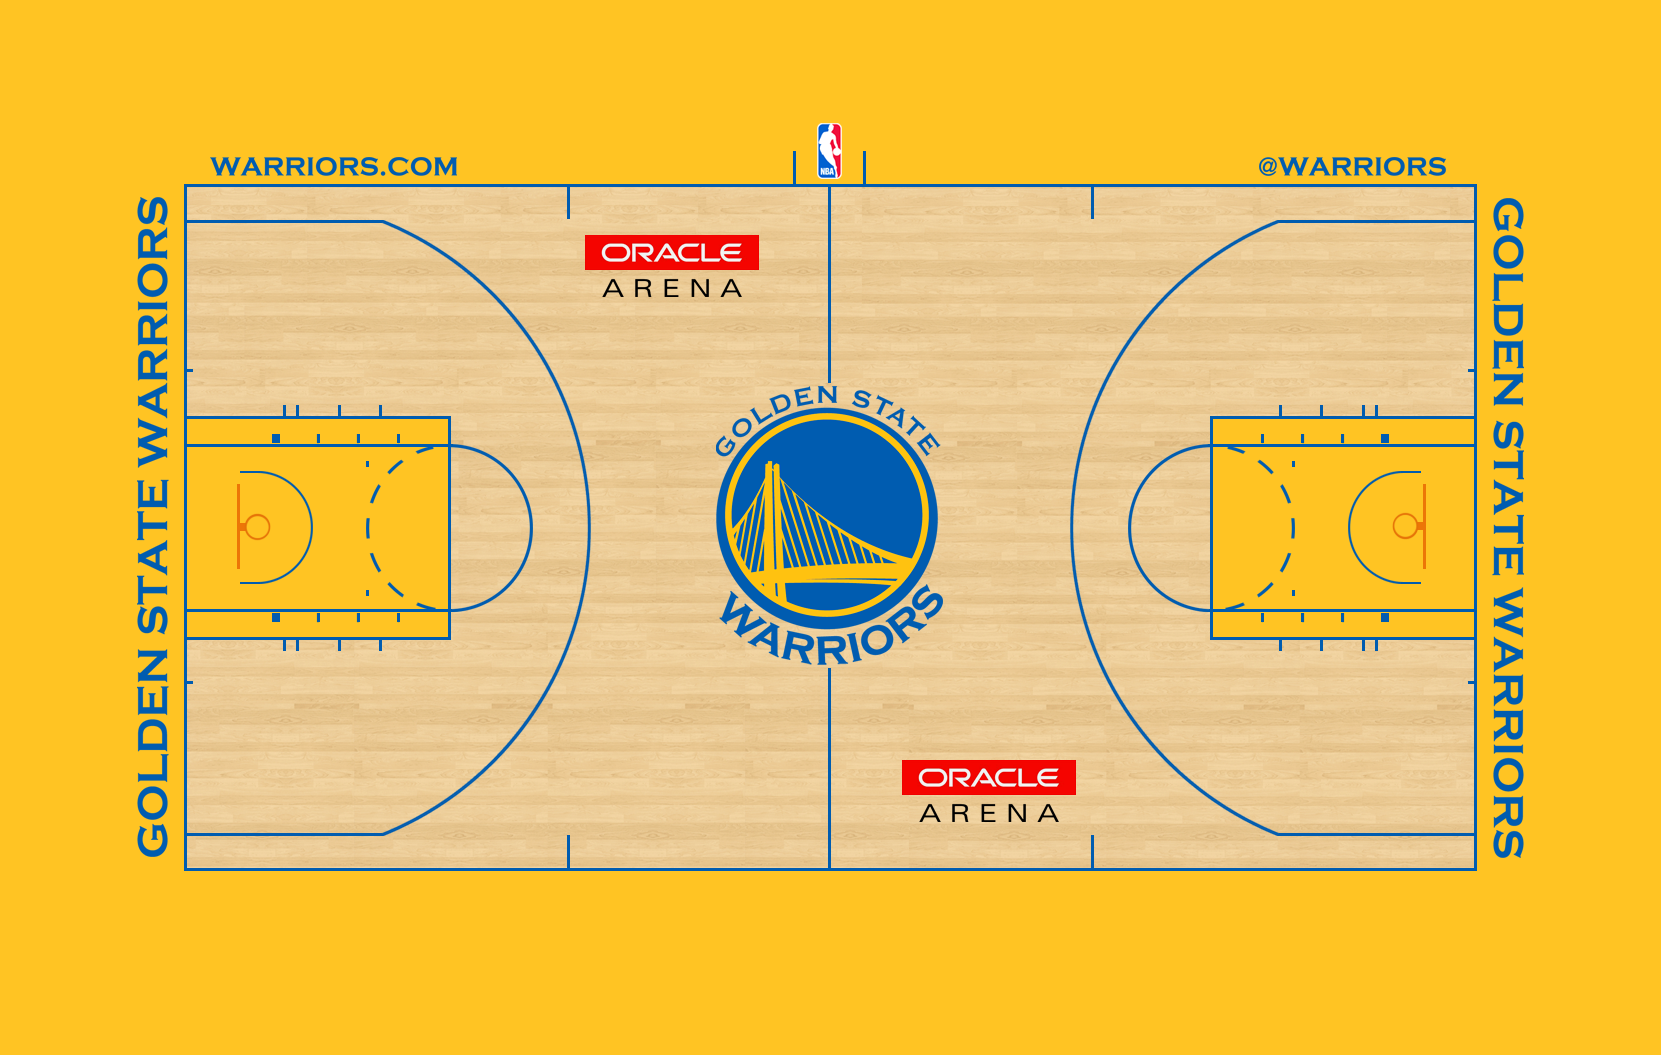 NBA
WARRIORS.COM
@WARRIORS
GOLDEN STATE WARRIORS
GOLDEN STATE WARRIORS
ORACLE
ARENA
GOLDEN STATE
WARRIORS
ORACLE
ARENA